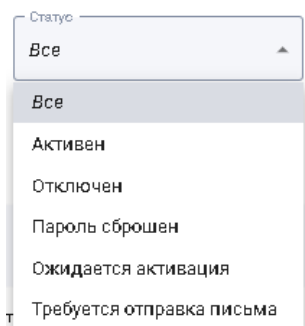 Статус
Все
Все
Активен
Отключен
Пароль сброшен
Ожидается активация
Требуется отправка письма